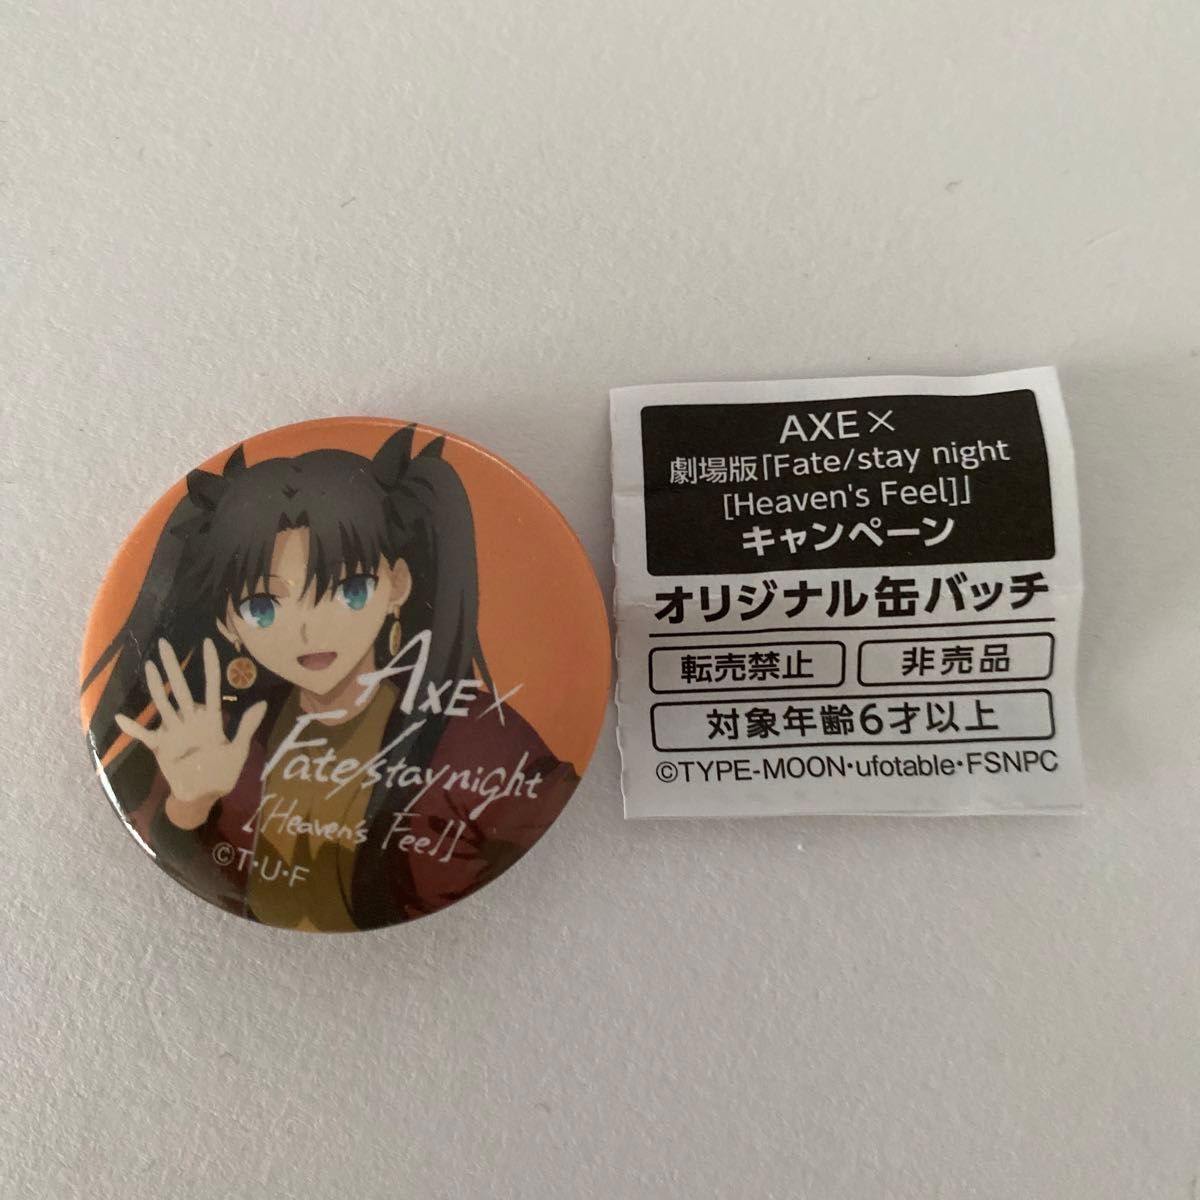 AXE×
Fate/stay night
[Heaven's Feel]
©T・U・F
AXE×
劇場版「Fate/stay night
[Heaven's Feel]」
キャンペーン
オリジナル缶バッチ
転売禁止
非売品
対象年齢6才以上
©TYPE-MOON・ufotable・FSNPC